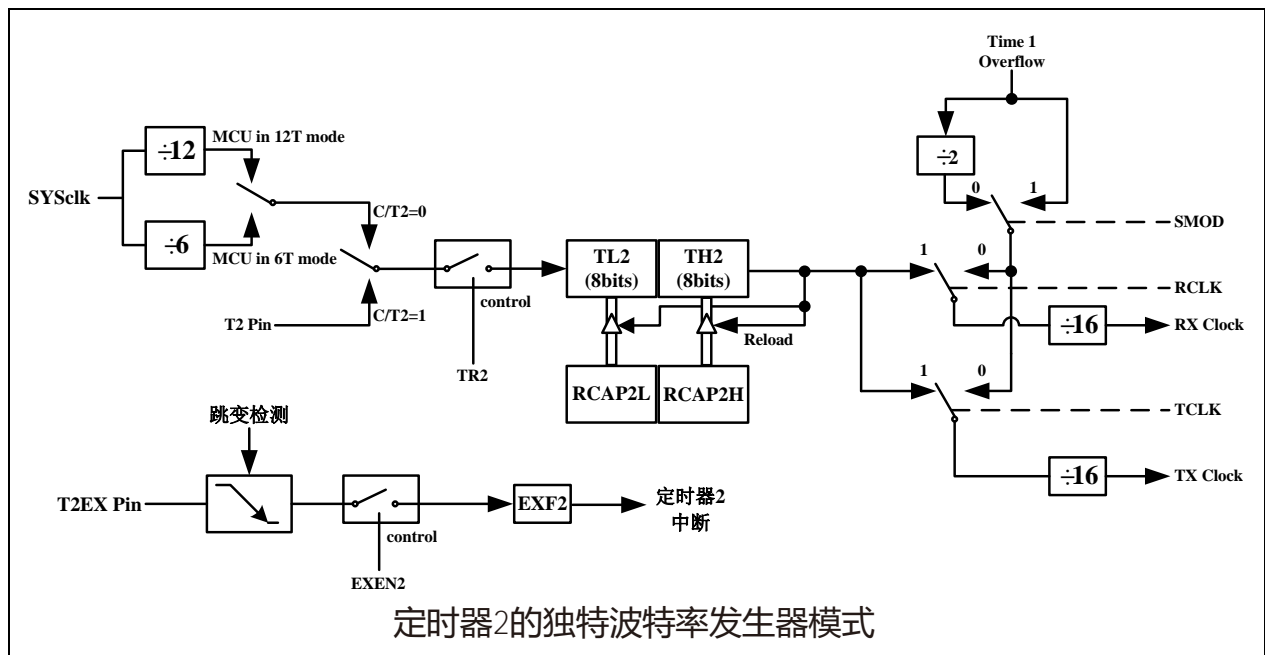 Time 1
Overflow
÷12
MCU in 12T mode
÷2
SYSclk
0
1
C/T2=0
SMOD
÷6
MCU in 6T mode
TL2
(8bits)
TH2
(8bits)
1
0
control
RCLK
C/T2=1
T2 Pin
÷16
RX Clock
Reload
TR2
RCAP2L
RCAP2H
1
0
跳变检测
TCLK
÷16
TX Clock
T2EX Pin
EXF2
定时器2
中断
control
EXEN2
定时器2的独特波特率发生器模式